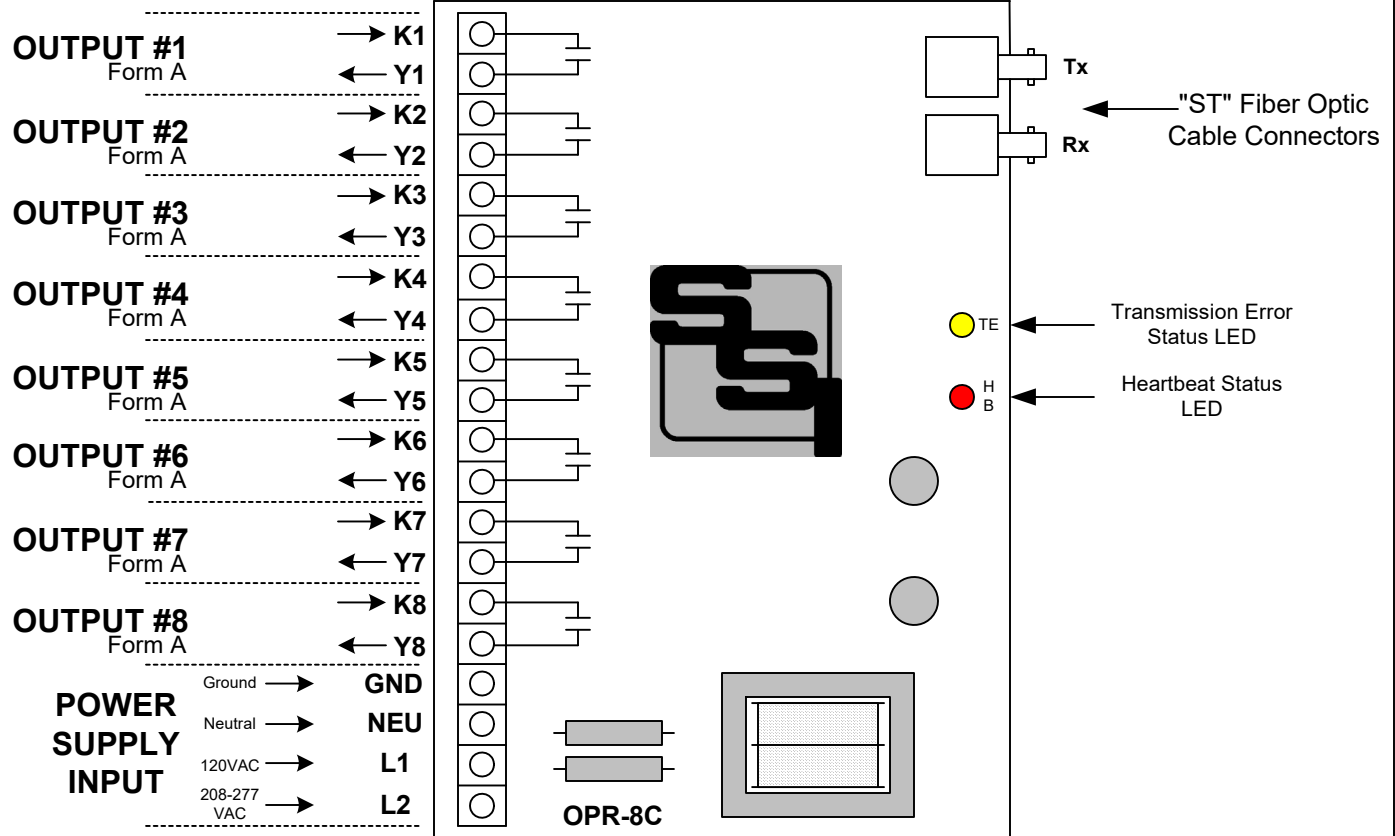 OUTPUT #1
Form A
K1
Y1
OUTPUT #2
Form A
K2
Y2
OUTPUT #3
Form A
K3
Y3
OUTPUT #4
Form A
K4
Y4
OUTPUT #5
Form A
K5
Y5
OUTPUT #6
Form A
K6
Y6
OUTPUT #7
Form A
K7
Y7
OUTPUT #8
Form A
K8
Y8
POWER
SUPPLY
INPUT
Ground
GND
Neutral
NEU
120VAC
L1
208-277
VAC
L2
OPR-8C
SSI
Tx
Rx
"ST" Fiber Optic
Cable Connectors
TE
Transmission Error
Status LED
H
B
Heartbeat Status
LED